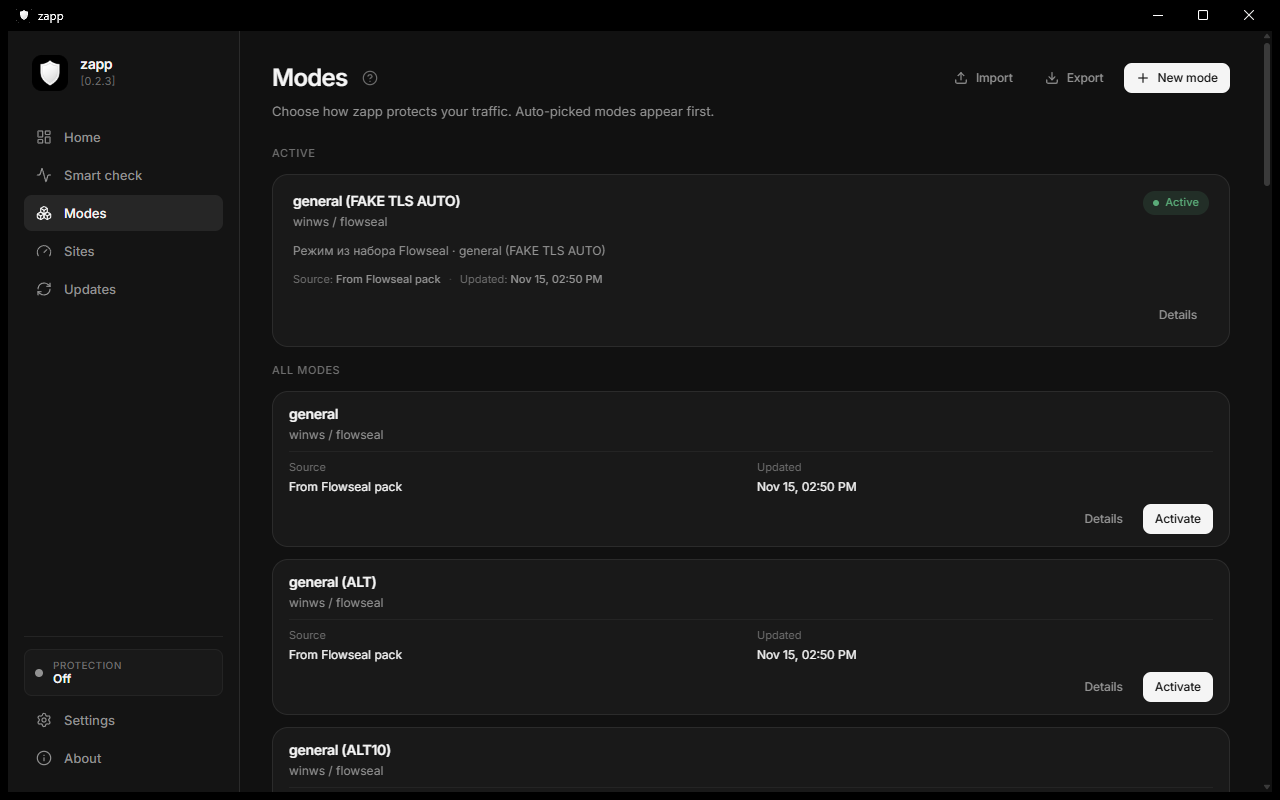 zapp
zapp
[0.2.3]
Home
Smart check
Modes
Sites
Updates
PROTECTION
Off
Settings
About
Modes
Import
Export
New mode
Choose how zapp protects your traffic. Auto-picked modes appear first.
ACTIVE
general (FAKE TLS AUTO)
Active
winws / flowseal
Режим из набора Flowseal · general (FAKE TLS AUTO)
Source: From Flowseal pack · Updated: Nov 15, 02:50 PM
Details
ALL MODES
general
winws / flowseal
Source Updated
From Flowseal pack Nov 15, 02:50 PM
Details Activate
general (ALT)
winws / flowseal
Source Updated
From Flowseal pack Nov 15, 02:50 PM
Details Activate
general (ALT10)
winws / flowseal